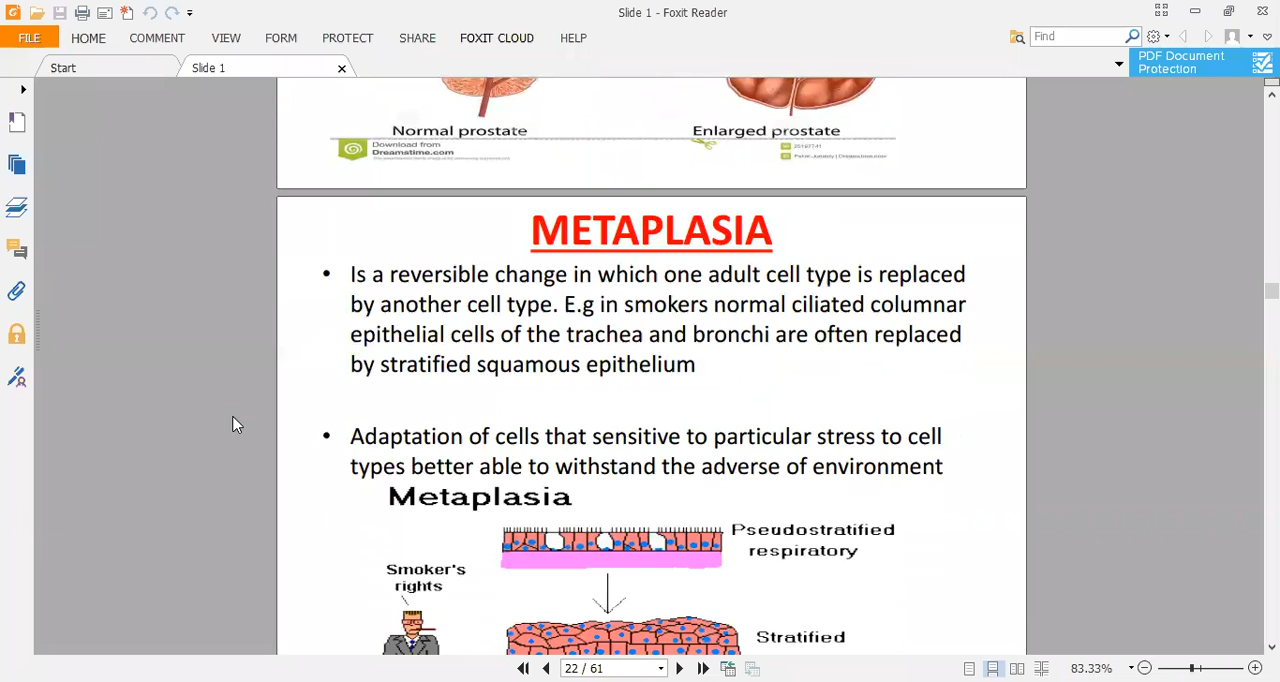 Slide 1 - Foxit Reader
FILE HOME COMMENT VIEW FORM PROTECT SHARE FOXIT CLOUD HELP
Find
Start
Slide 1
PDF Document
Protection
Normal prostate
Enlarged prostate
Download from
Dreamstime.com
METAPLASIA
• Is a reversible change in which one adult cell type is replaced
by another cell type. E.g in smokers normal ciliated columnar
epithelial cells of the trachea and bronchi are often replaced
by stratified squamous epithelium
• Adaptation of cells that sensitive to particular stress to cell
types better able to withstand the adverse of environment
Metaplasia
Pseudostratified
respiratory
Smoker's
rights
Stratified
22 / 61
83.33%